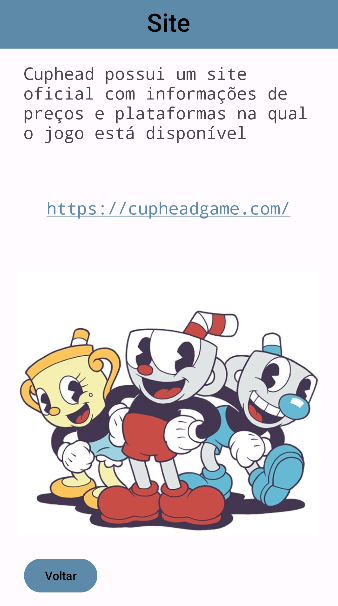 Site
Cuphead possui um site
oficial com informações de
preços e plataformas na qual
o jogo está disponível
https://cupheadgame.com/
Voltar